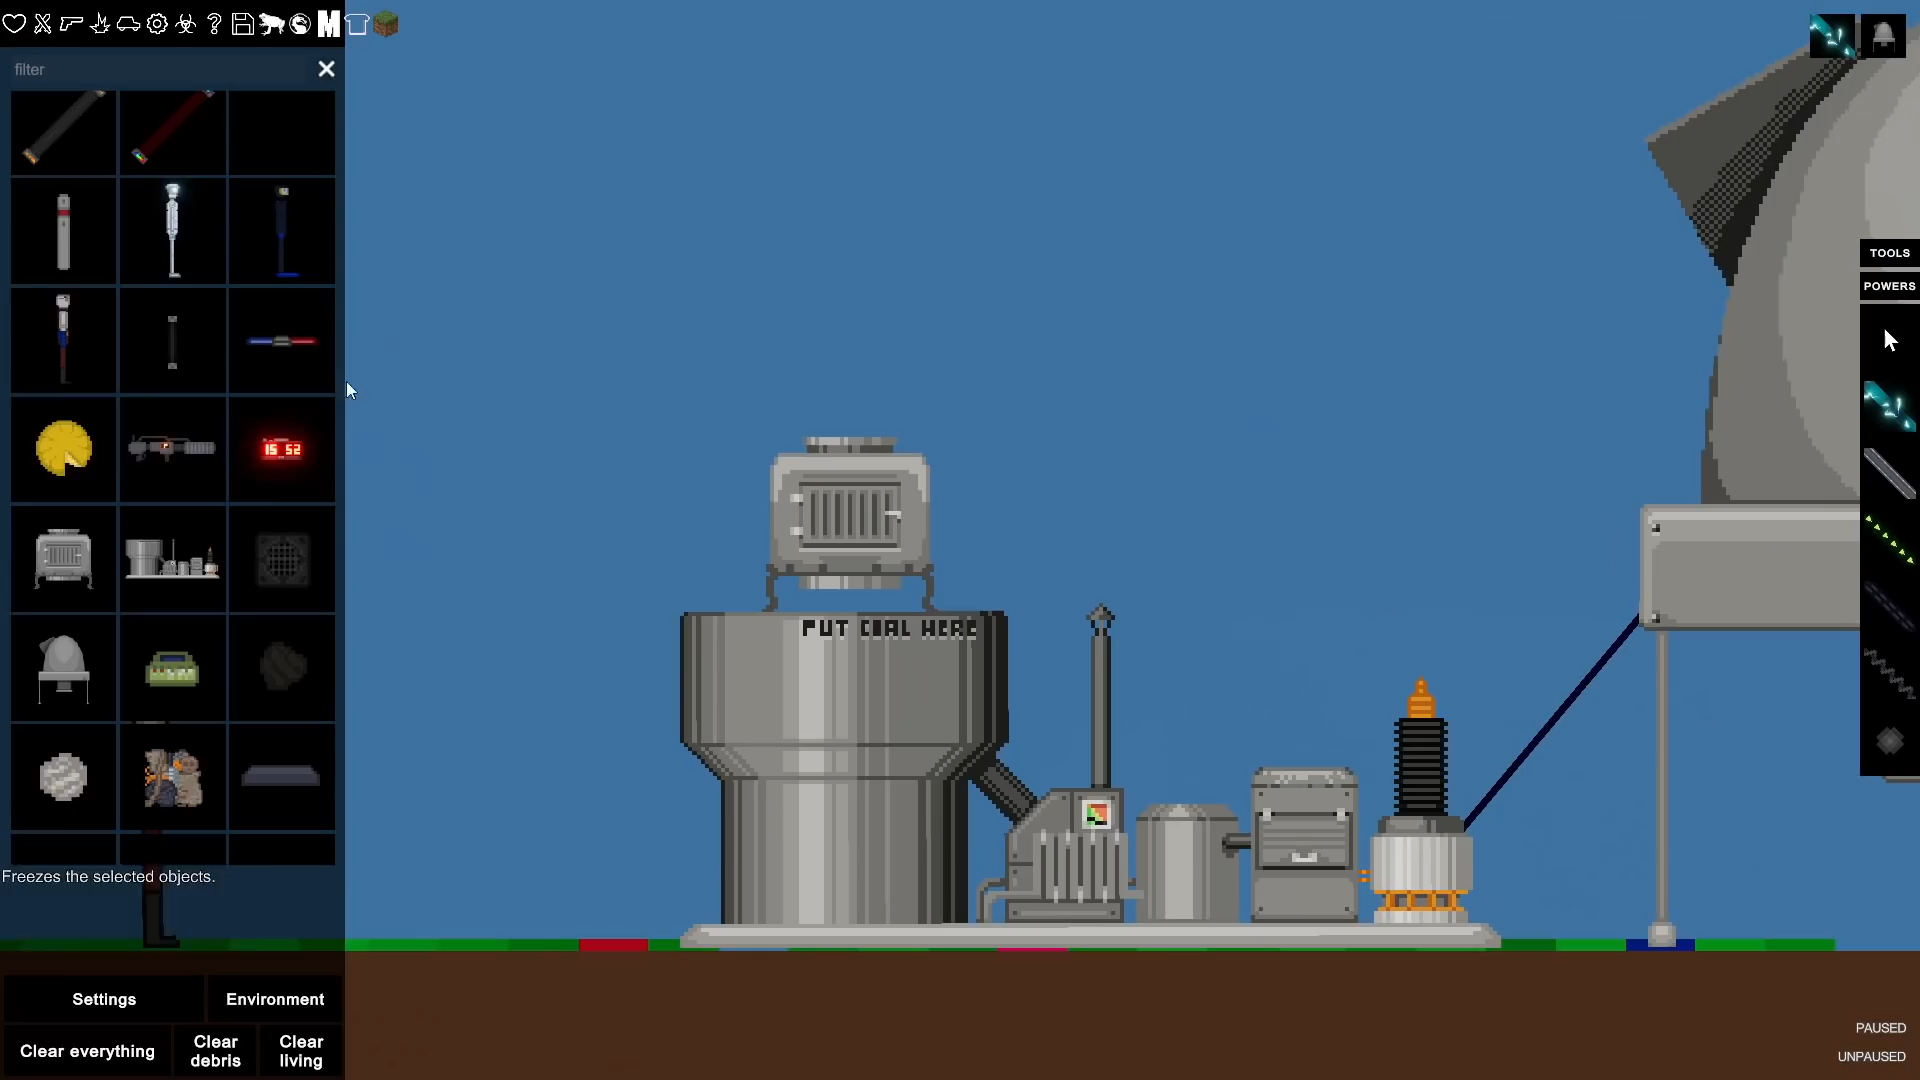 filter
TOOLS
POWERS
15 52
PUT COAL HERE
Freezes the selected objects.
Settings
Environment
Clear everything
Clear debris
Clear living
PAUSED
UNPAUSED